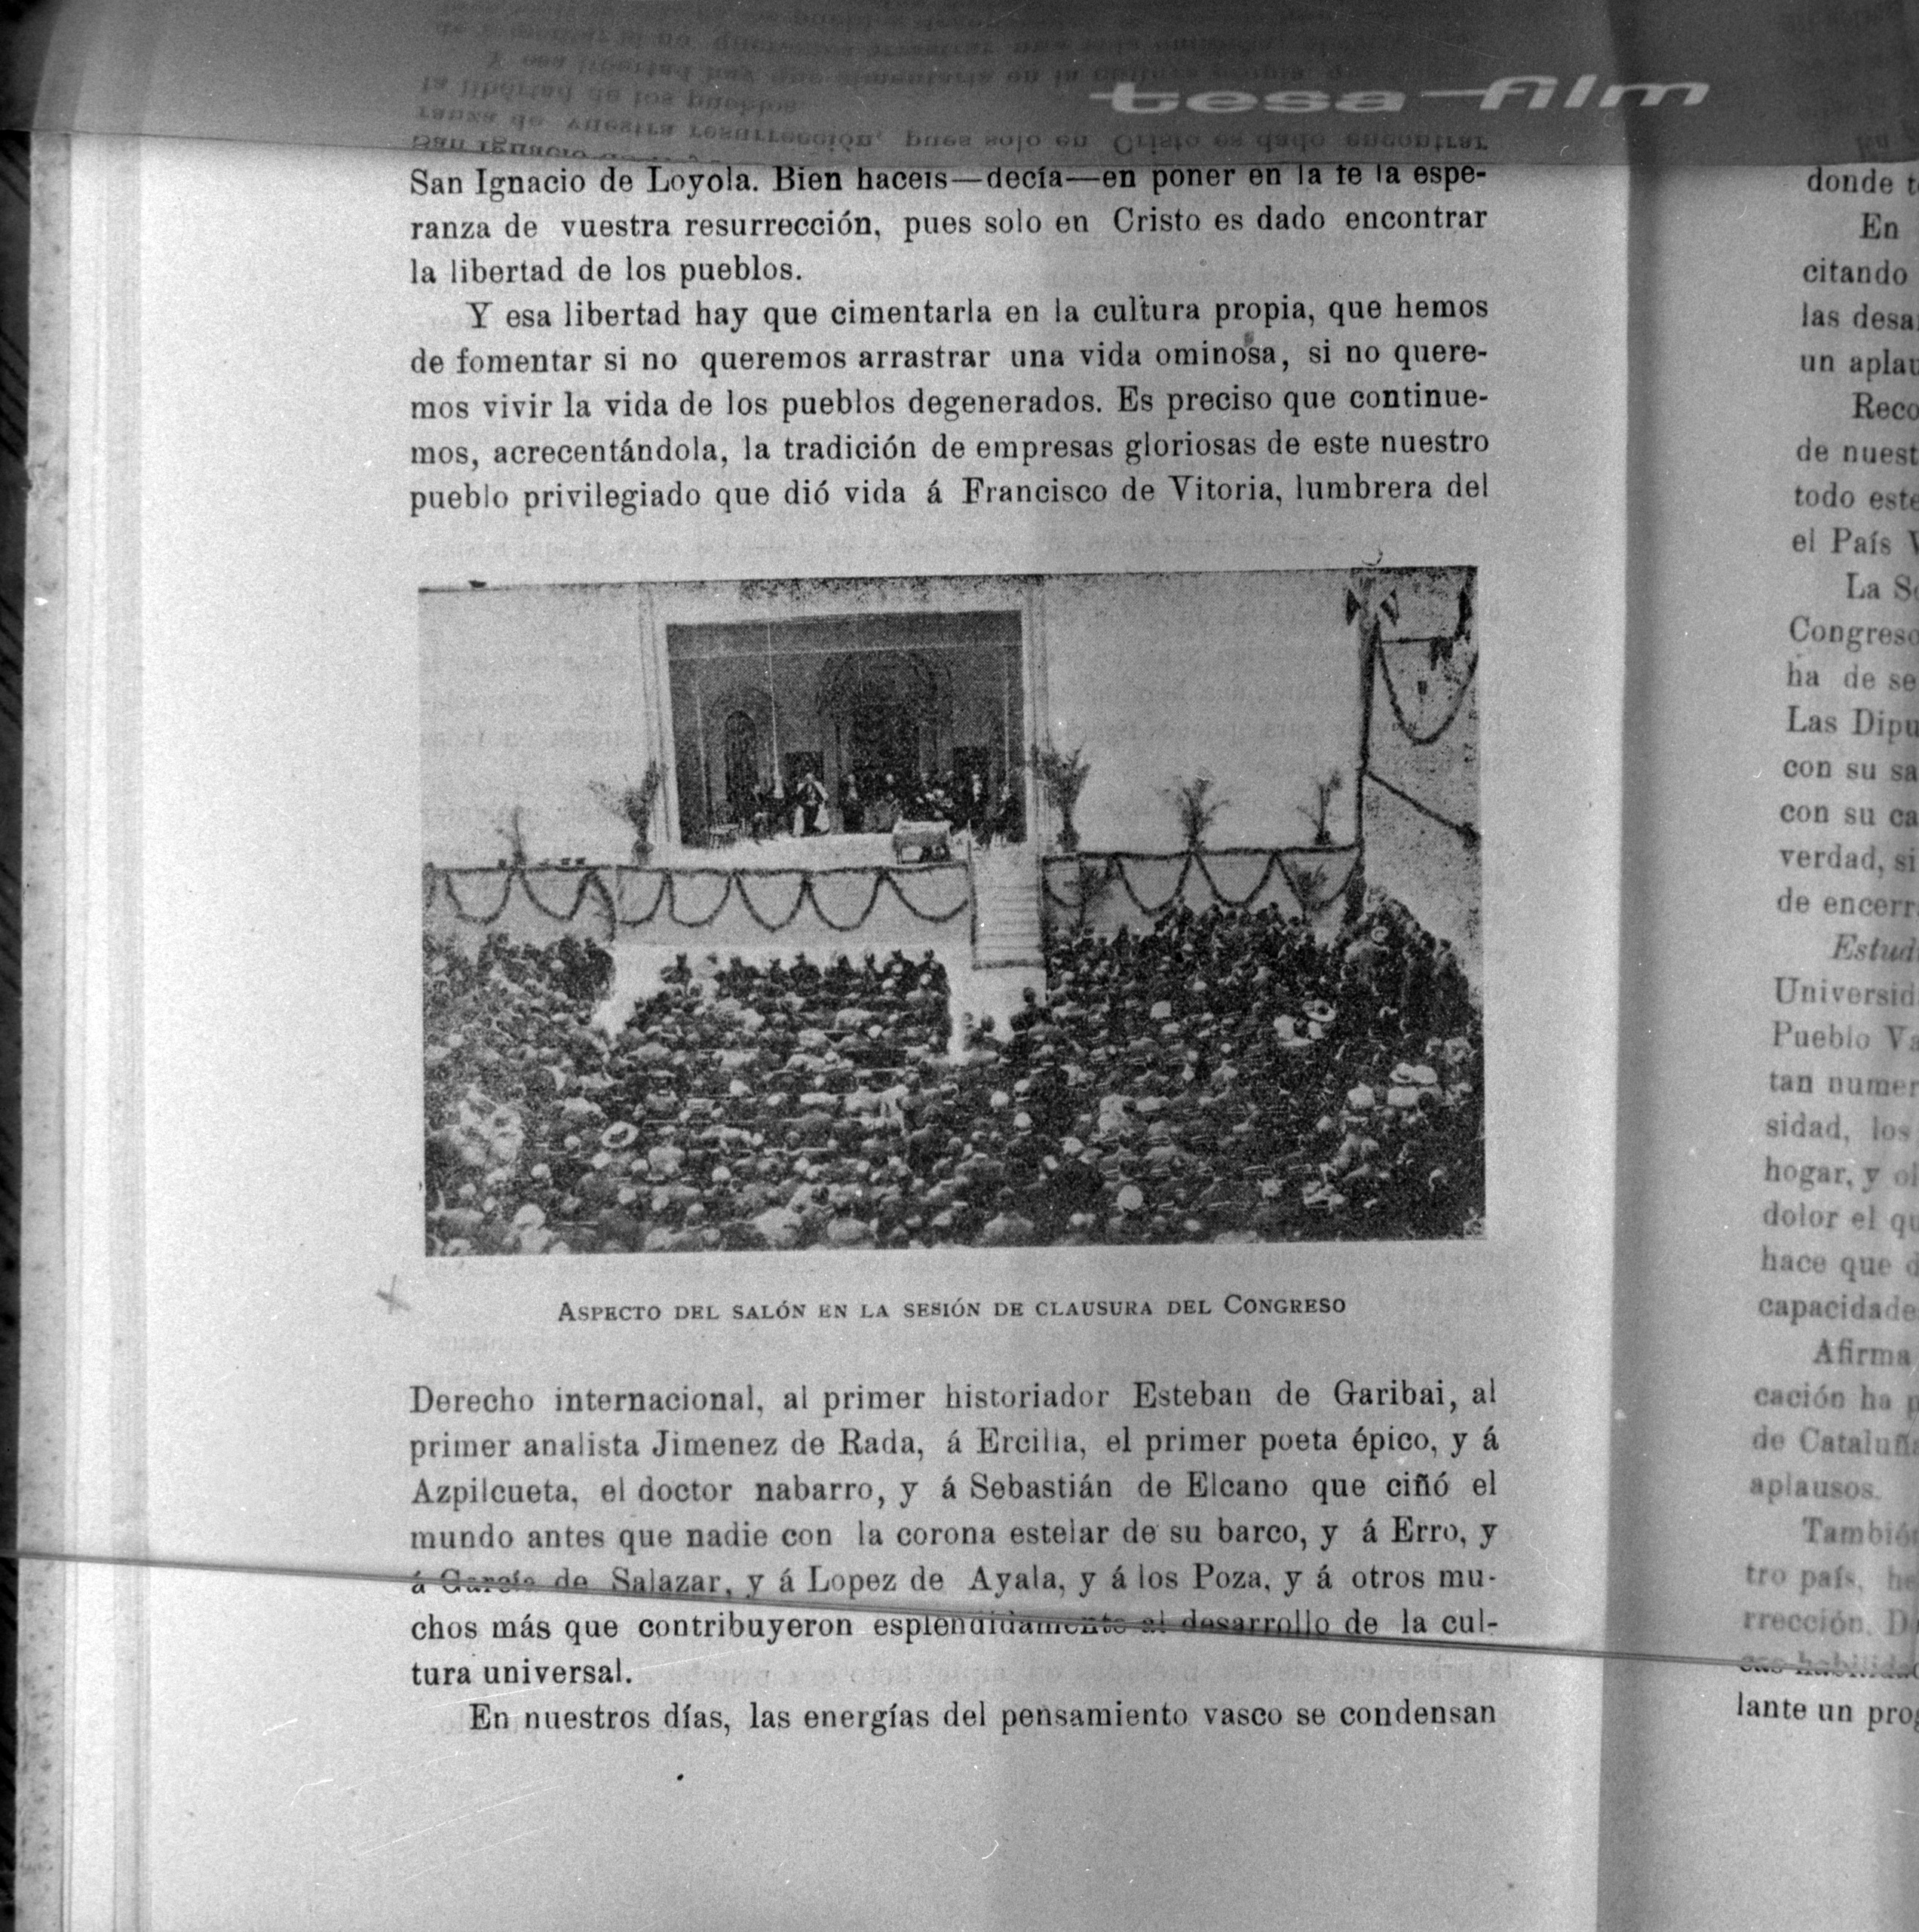 tesa-film
San Ignacio de Loyola. Bien haceis—decía—en poner en la fe la espe-
ranza de vuestra resurrección, pues solo en Cristo es dado encontrar
la libertad de los pueblos.
Y esa libertad hay que cimentarla en la cultura propia, que hemos
de fomentar si no queremos arrastrar una vida ominosa, si no quere-
mos vivir la vida de los pueblos degenerados. Es preciso que continue-
mos, acrecentándola, la tradición de empresas gloriosas de este nuestro
pueblo privilegiado que dió vida á Francisco de Vitoria, lumbrera del
Aspecto del salón en la sesión de clausura del Congreso
Derecho internacional, al primer historiador Esteban de Garibai, al
primer analista Jimenez de Rada, á Ercilla, el primer poeta épico, y á
Azpilcueta, el doctor nabarro, y á Sebastián de Elcano que ciñó el
mundo antes que nadie con la corona estelar de su barco, y á Erro, y
á García de Salazar, y á Lopez de Ayala, y á los Poza, y á otros mu-
chos más que contribuyeron esplendidamente al desarrollo de la cul-
tura universal.
En nuestros días, las energías del pensamiento vasco se condensan
donde
En
citando
las
un
Reco
de
todo este
el País
La
Congreso
ha de se
Las Dipu
con su sa
con su ca
verdad, si
de
Estud
Universid
Pueblo
tan numer
sidad, los
hogar, y
dolor el
hace que
capacidade
Afirma
cación ha
de
aplausos.
También
tro país,
rrección.
lante un